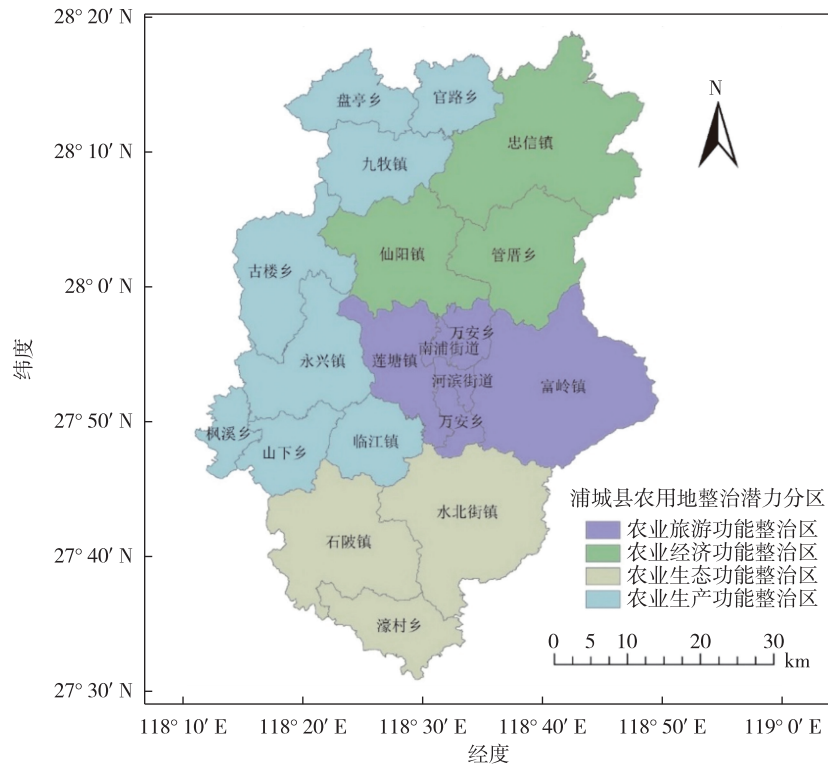 28° 20′ N
28° 10′ N
28° 0′ N
27° 50′ N
27° 40′ N
27° 30′ N
纬度
N
盘亭乡
官路乡
忠信镇
九牧镇
仙阳镇
管厝乡
古楼乡
万安乡
南浦街道
永兴镇
莲塘镇
河滨街道
富岭镇
万安乡
枫溪乡
山下乡
临江镇
水北街镇
石陂镇
濠村乡
浦城县农用地整治潜力分区
农业旅游功能整治区
农业经济功能整治区
农业生态功能整治区
农业生产功能整治区
0 5 10 20 30
km
118° 10′ E 118° 20′ E 118° 30′ E 118° 40′ E 118° 50′ E 119° 0′ E
经度